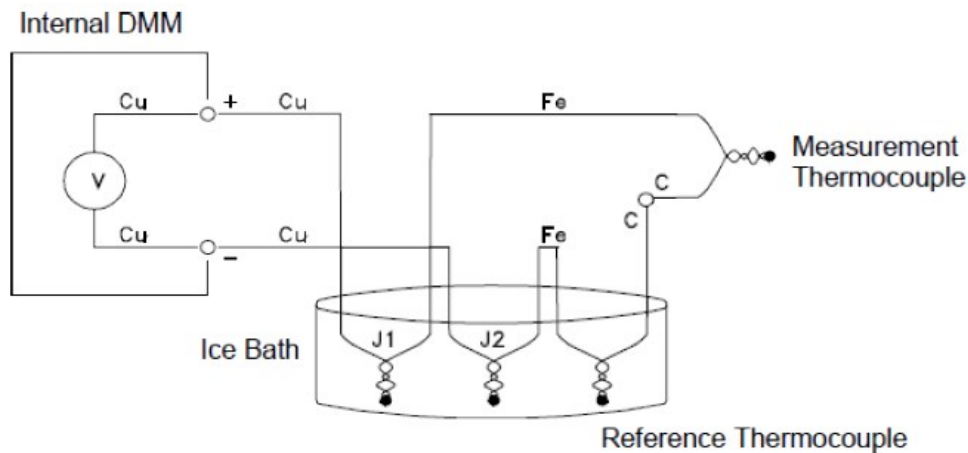 Internal DMM
Cu
+
Cu
Fe
V
Measurement
Thermocouple
C
C
Cu
−
Cu
Fe
J1
J2
Ice Bath
Reference Thermocouple